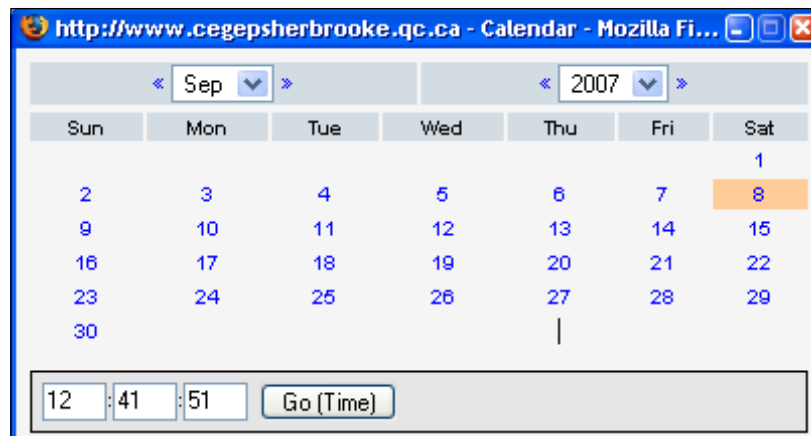 http://www.cegepsherbrooke.qc.ca - Calendar - Mozilla Fi...
« Sep » « 2007 »
Sun Mon Tue Wed Thu Fri Sat
1
2 3 4 5 6 7 8
9 10 11 12 13 14 15
16 17 18 19 20 21 22
23 24 25 26 27 28 29
30
12 :41 :51 Go (Time)